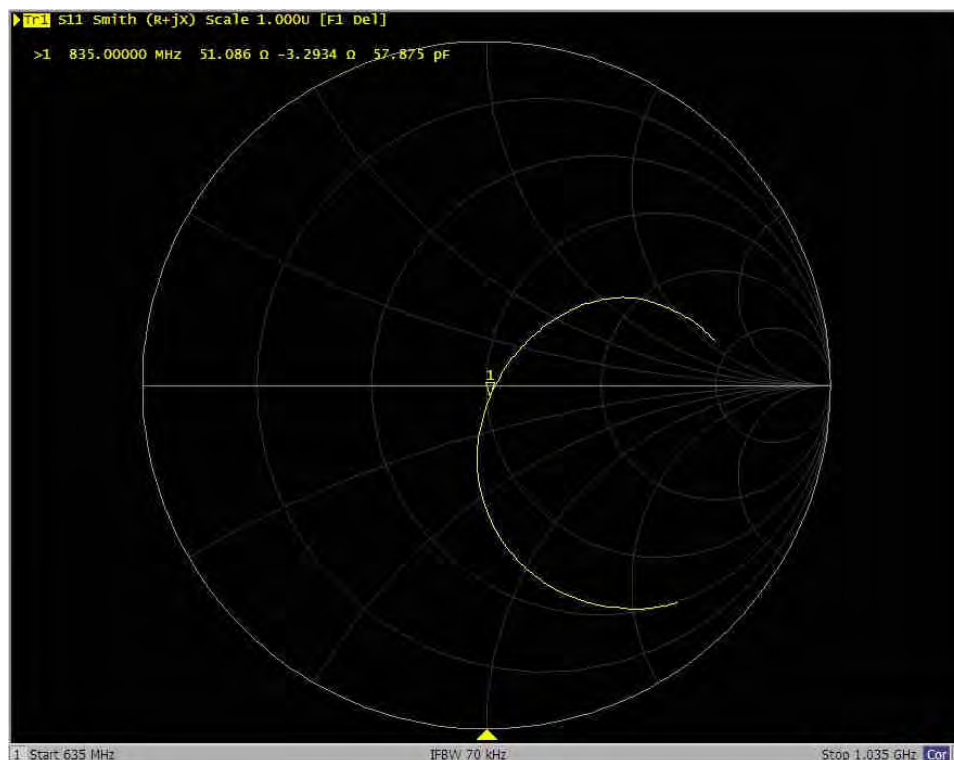 Tr1 S11 Smith (R+jX) Scale 1.000U [F1 Del]
>1 835.00000 MHz 51.086 Ω -3.2934 Ω 57.875 pF
1
1 Start 635 MHz IFBW 70 kHz Stop 1.035 GHz Cor